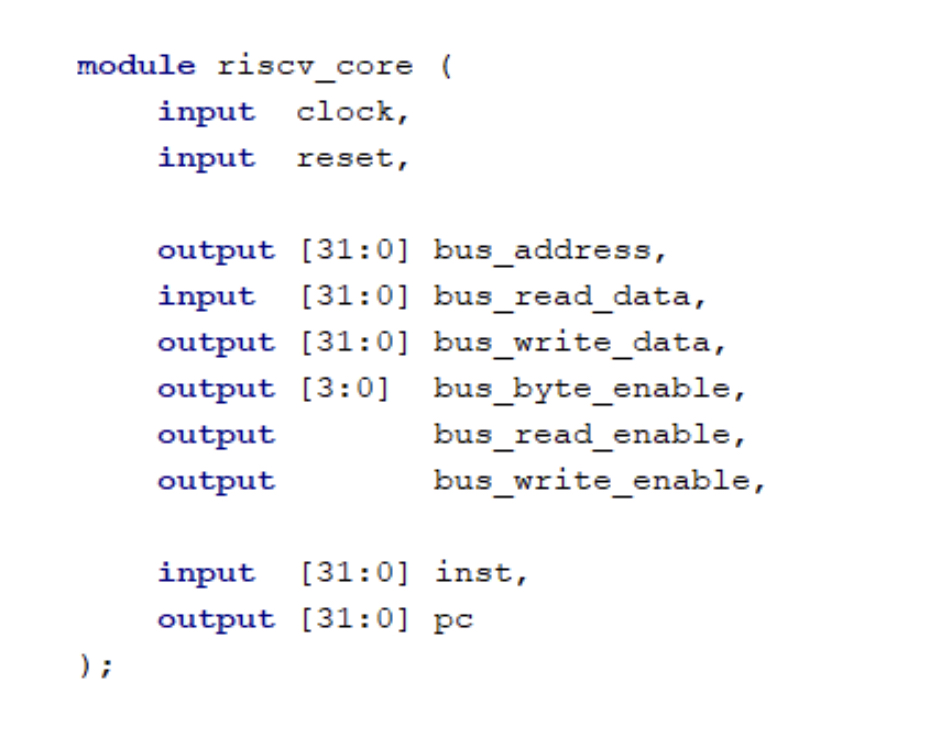 module riscv_core (
    input  clock,
    input  reset,

    output [31:0] bus_address,
    input  [31:0] bus_read_data,
    output [31:0] bus_write_data,
    output [3:0]  bus_byte_enable,
    output        bus_read_enable,
    output        bus_write_enable,

    input  [31:0] inst,
    output [31:0] pc
);